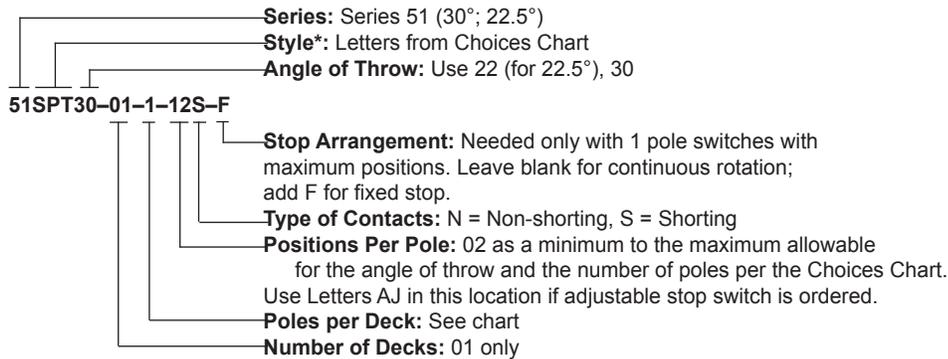 Series: Series 51 (30°; 22.5°)
Style*: Letters from Choices Chart
Angle of Throw: Use 22 (for 22.5°), 30
51SPT30–01–1–12S–F
Stop Arrangement: Needed only with 1 pole switches with
maximum positions. Leave blank for continuous rotation;
add F for fixed stop.
Type of Contacts: N = Non-shorting, S = Shorting
Positions Per Pole: 02 as a minimum to the maximum allowable
for the angle of throw and the number of poles per the Choices Chart.
Use Letters AJ in this location if adjustable stop switch is ordered.
Poles per Deck: See chart
Number of Decks: 01 only